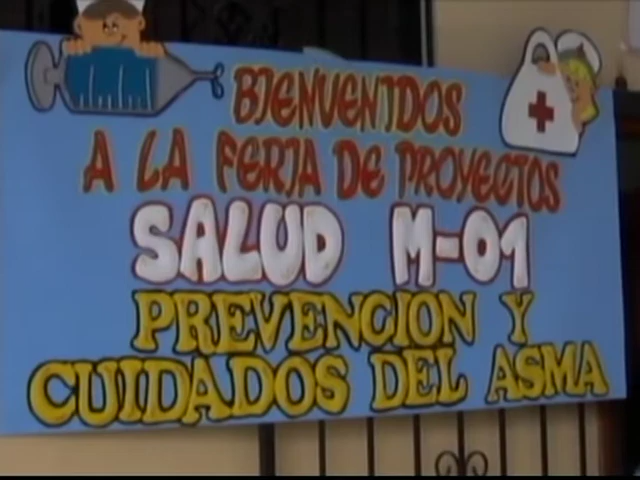 BIENVENIDOS
A LA FERIA DE PROYECTOS
SALUD M-01
PREVENCION Y
CUIDADOS DEL ASMA